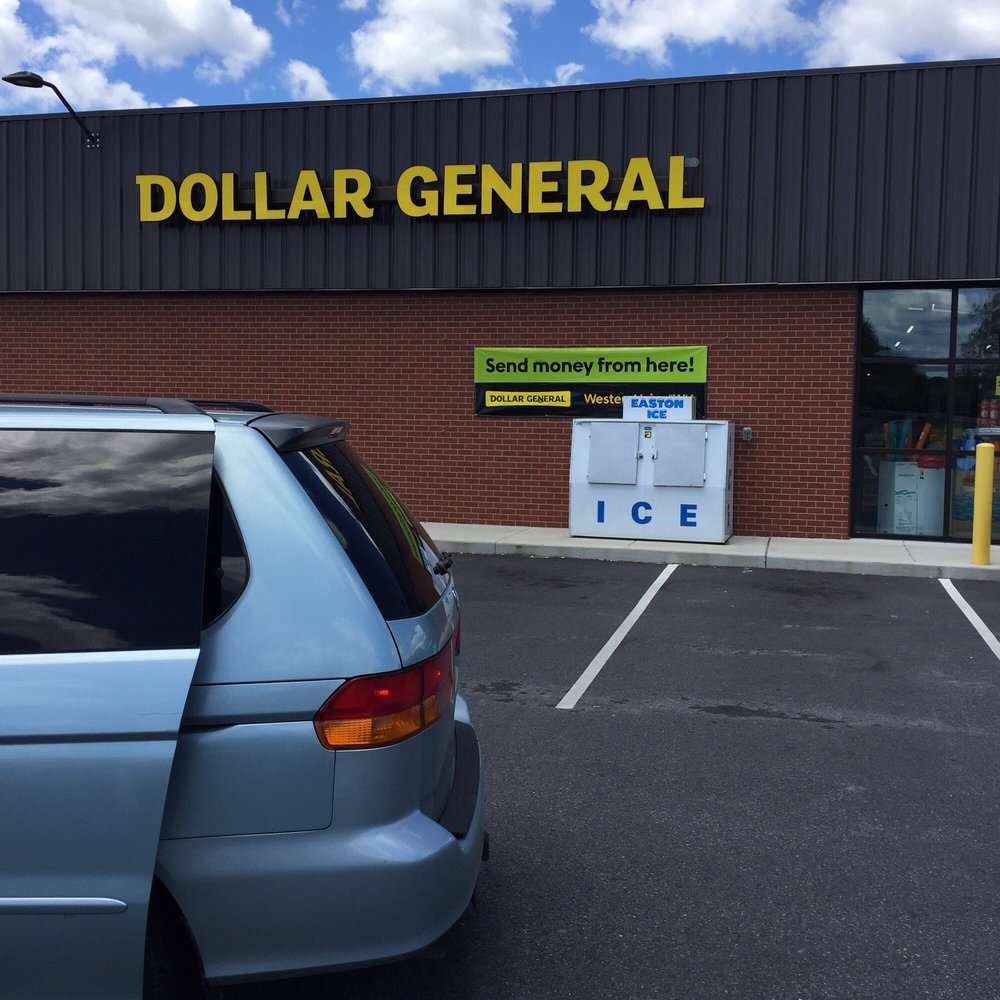 DOLLAR GENERAL
Send money from here!
DOLLAR GENERAL
EASTON
ICE
ICE